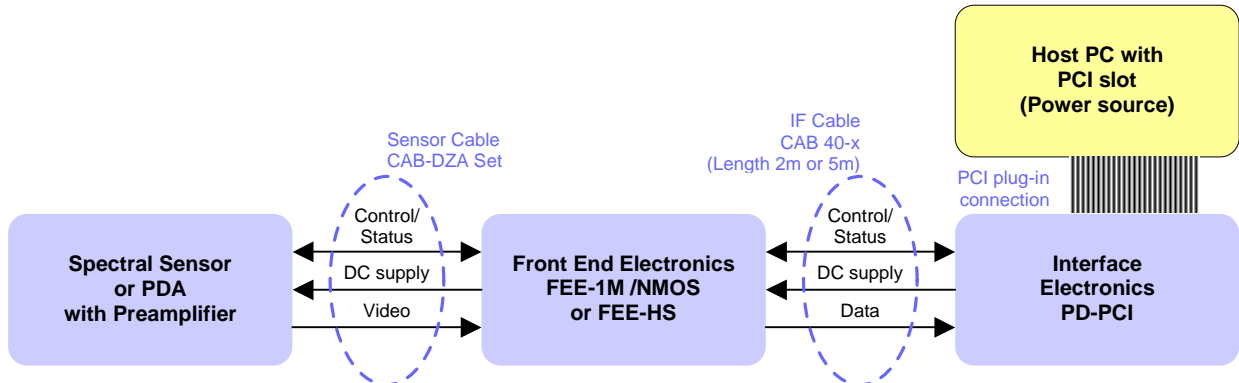 Host PC with
PCI slot
(Power source)
Sensor Cable
CAB-DZA Set
IF Cable
CAB 40-x
(Length 2m or 5m)
PCI plug-in
connection
Spectral Sensor
or PDA
with Preamplifier
Control/
Status
DC supply
Video
Front End Electronics
FEE-1M /NMOS
or FEE-HS
Control/
Status
DC supply
Data
Interface
Electronics
PD-PCI